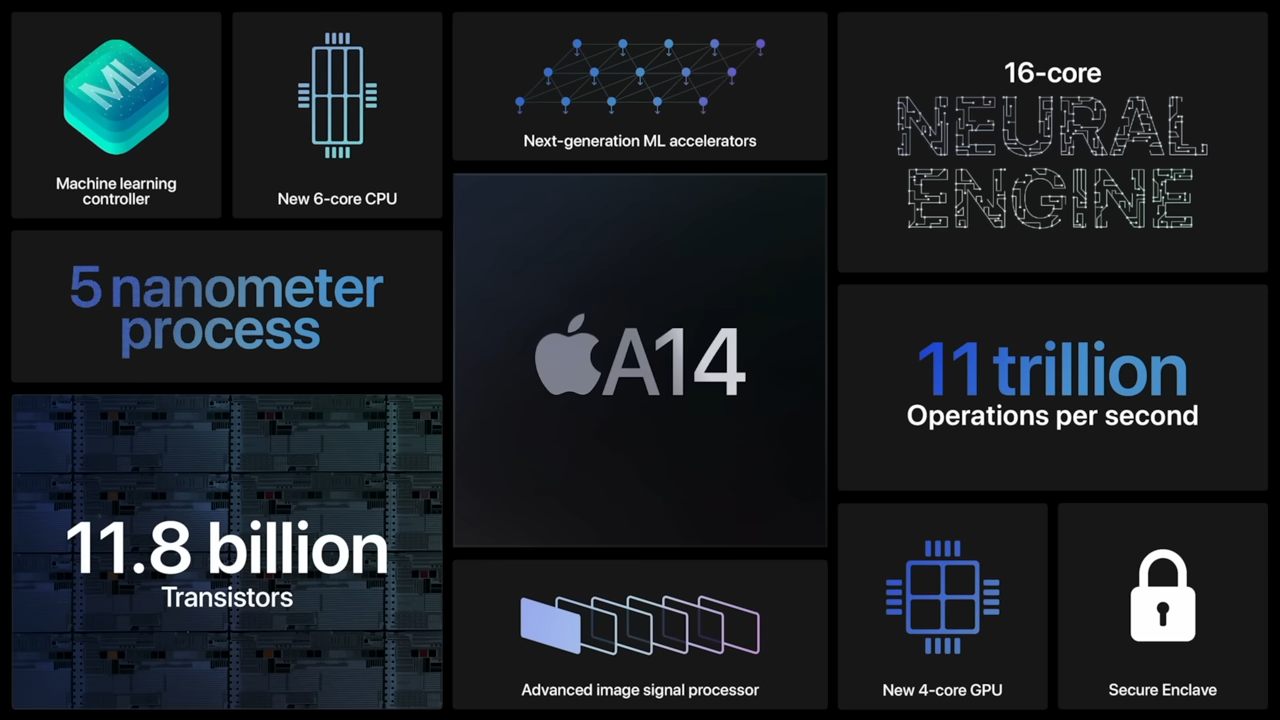 ML
Machine learning
controller
New 6-core CPU
Next-generation ML accelerators
16-core
NEURAL
ENGINE
5 nanometer
process
A14
11 trillion
Operations per second
11.8 billion
Transistors
Advanced image signal processor
New 4-core GPU
Secure Enclave